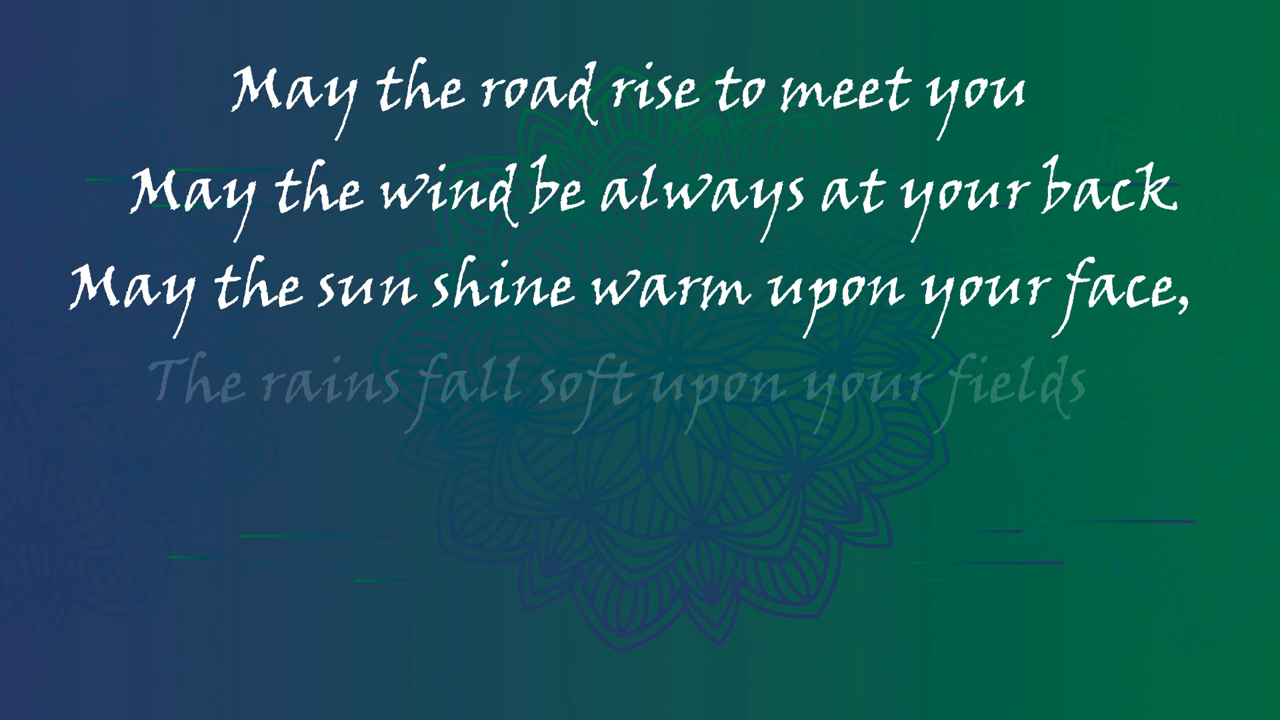 May the road rise to meet you
May the wind be always at your back
May the sun shine warm upon your face,
The rains fall soft upon your fields